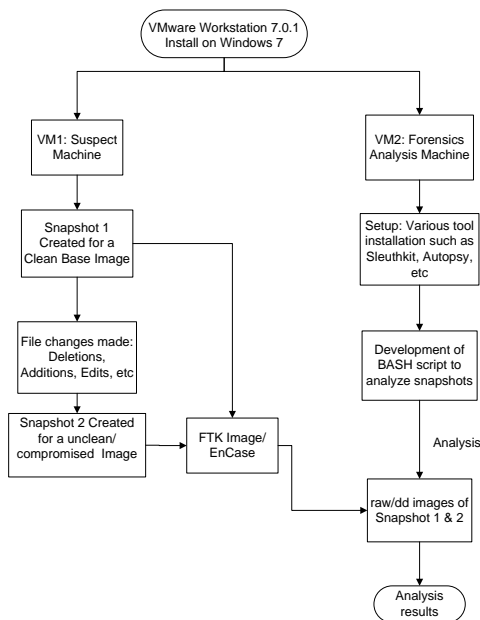 VMware Workstation 7.0.1
Install on Windows 7
VM1: Suspect
Machine
VM2: Forensics
Analysis Machine
Snapshot 1
Created for a
Clean Base Image
Setup: Various tool
installation such as
Sleuthkit, Autopsy,
etc
File changes made:
Deletions,
Additions, Edits, etc
Development of
BASH script to
analyze snapshots
Snapshot 2 Created
for a unclean/
compromised Image
FTK Image/
EnCase
Analysis
raw/dd images of
Snapshot 1 & 2
Analysis
results